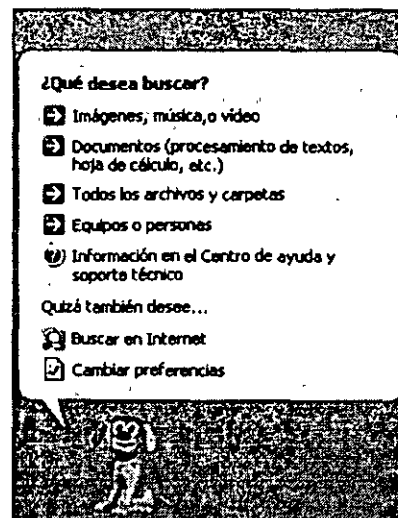 ¿Qué desea buscar?
Imágenes, música, o vídeo
Documentos (procesamiento de textos,
hoja de cálculo, etc.)
Todos los archivos y carpetas
Equipos o personas
Información en el Centro de ayuda y
soporte técnico
Quizá también desee...
Buscar en Internet
Cambiar preferencias